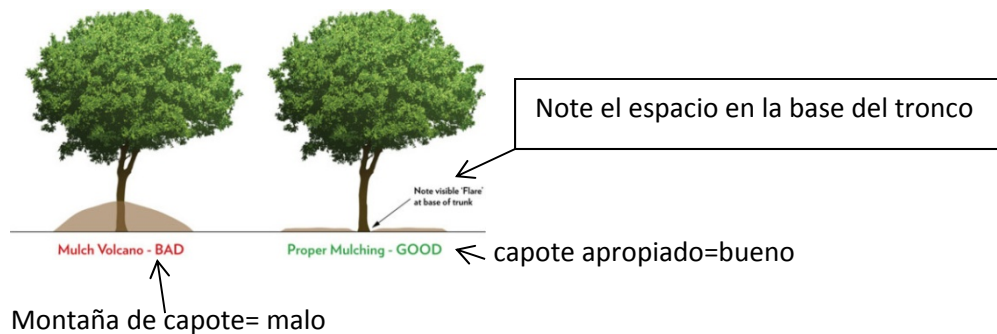 Note el espacio en la base del tronco
Note visible 'Flare'
at base of trunk
Mulch Volcano - BAD
Proper Mulching - GOOD
capote apropiado=bueno
Montaña de capote= malo